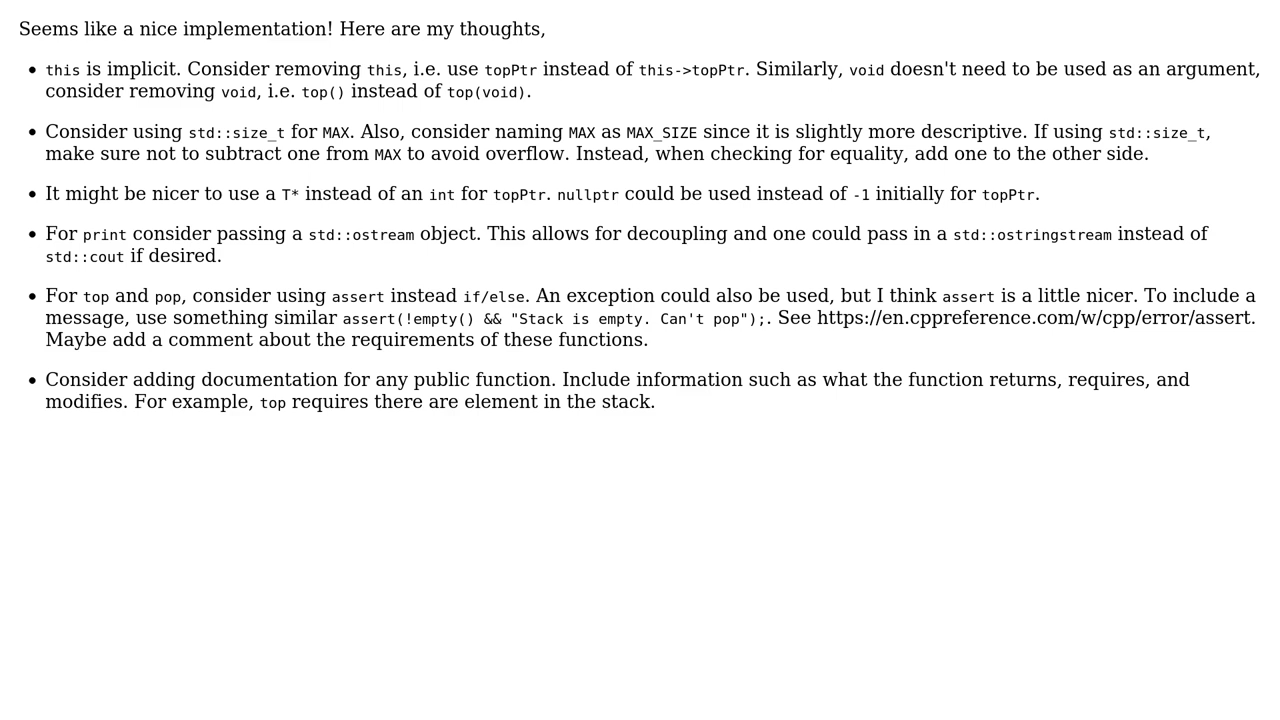 Seems like a nice implementation! Here are my thoughts,
• this is implicit. Consider removing this, i.e. use topPtr instead of this->topPtr. Similarly, void doesn't need to be used as an argument,
consider removing void, i.e. top() instead of top(void).
• Consider using std::size_t for MAX. Also, consider naming MAX as MAX_SIZE since it is slightly more descriptive. If using std::size_t,
make sure not to subtract one from MAX to avoid overflow. Instead, when checking for equality, add one to the other side.
• It might be nicer to use a T* instead of an int for topPtr. nullptr could be used instead of -1 initially for topPtr.
• For print consider passing a std::ostream object. This allows for decoupling and one could pass in a std::ostringstream instead of
std::cout if desired.
• For top and pop, consider using assert instead if/else. An exception could also be used, but I think assert is a little nicer. To include a
message, use something similar assert(!empty() && "Stack is empty. Can't pop");. See https://en.cppreference.com/w/cpp/error/assert.
Maybe add a comment about the requirements of these functions.
• Consider adding documentation for any public function. Include information such as what the function returns, requires, and
modifies. For example, top requires there are element in the stack.